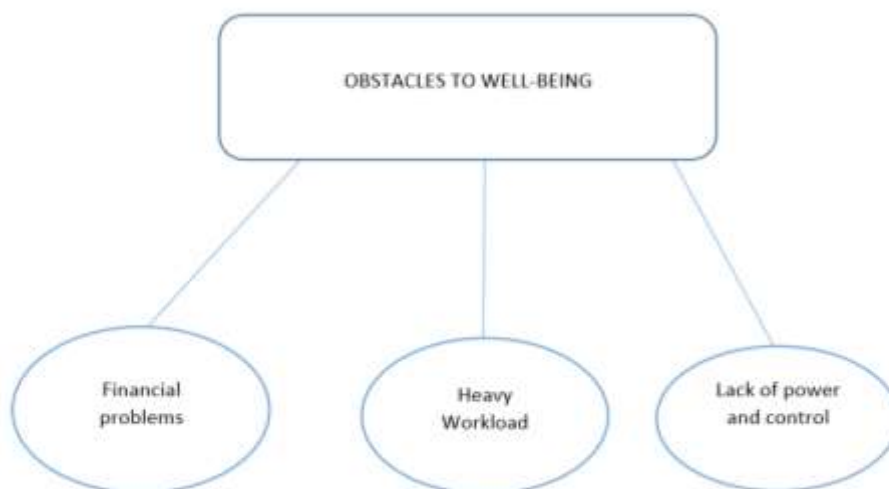 OBSTACLES TO WELL-BEING
Financial
problems
Heavy
Workload
Lack of power
and control